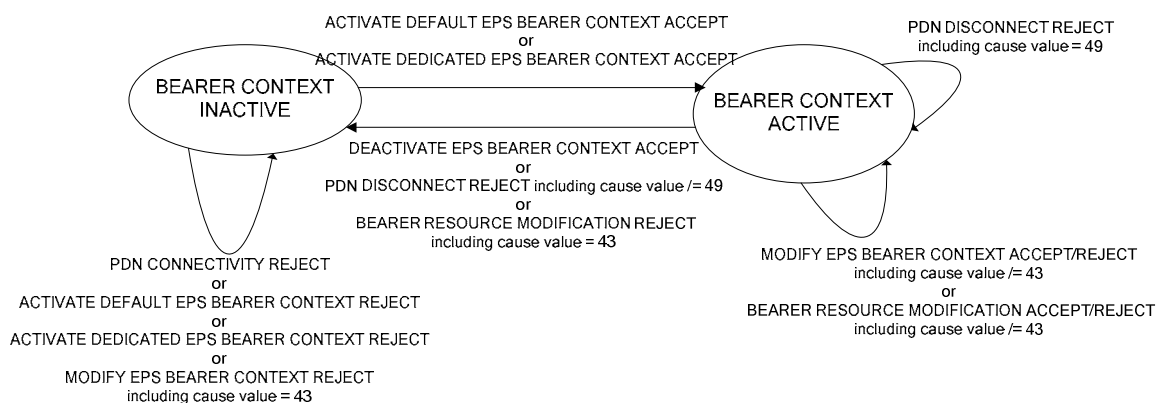 ACTIVATE DEFAULT EPS BEARER CONTEXT ACCEPT
or
ACTIVATE DEDICATED EPS BEARER CONTEXT ACCEPT
PDN DISCONNECT REJECT
including cause value = 49
BEARER CONTEXT
INACTIVE
BEARER CONTEXT
ACTIVE
DEACTIVATE EPS BEARER CONTEXT ACCEPT
or
PDN DISCONNECT REJECT including cause value /= 49
or
BEARER RESOURCE MODIFICATION REJECT
including cause value = 43
PDN CONNECTIVITY REJECT
or
ACTIVATE DEFAULT EPS BEARER CONTEXT REJECT
or
ACTIVATE DEDICATED EPS BEARER CONTEXT REJECT
or
MODIFY EPS BEARER CONTEXT REJECT
including cause value = 43
MODIFY EPS BEARER CONTEXT ACCEPT/REJECT
including cause value /= 43
or
BEARER RESOURCE MODIFICATION ACCEPT/REJECT
including cause value /= 43